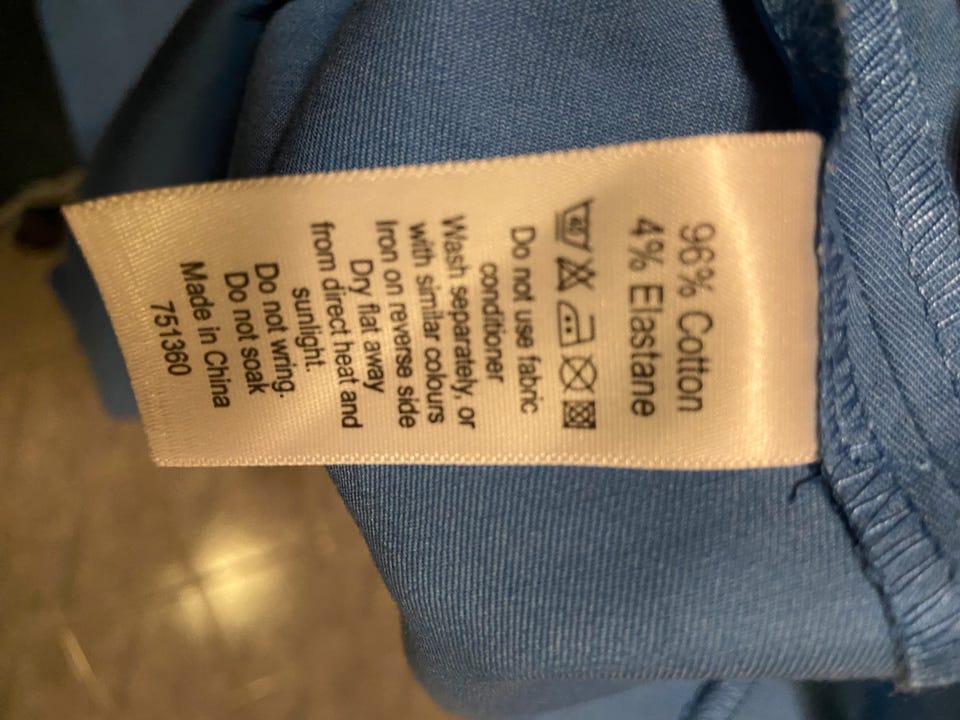 96% Cotton
4% Elastane
40
Do not use fabric
conditioner
Wash separately, or
with similar colours
Iron on reverse side
Dry flat away
from direct heat and
sunlight.
Do not wring.
Do not soak
Made in China
751360